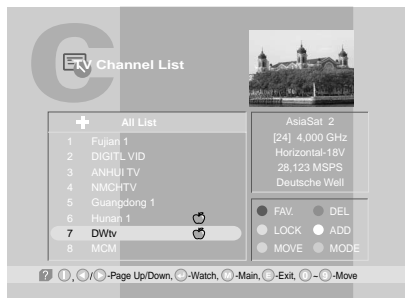 TV Channel List
All List
1 Fujian 1
2 DIGITL VID
3 ANHUI TV
4 NMCHTV
5 Guangdong 1
6 Hunan 1
7 DWtv
8 MCM
AsiaSat 2
[24] 4,000 GHz
Horizontal-18V
28,123 MSPS
Deutsche Well
FAV. DEL
LOCK ADD
MOVE MODE
? , / -Page Up/Down, -Watch, M -Main, E -Exit, 0 ~ 9 -Move